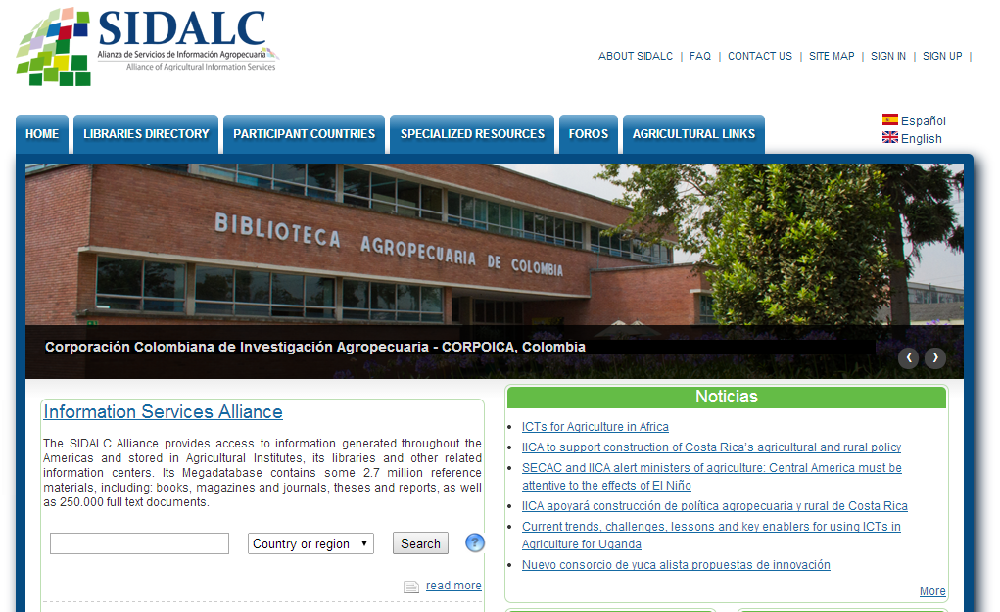 SIDALC
Alianza de Servicios de Información Agropecuaria
Alliance of Agricultural Information Services
ABOUT SIDALC | FAQ | CONTACT US | SITE MAP | SIGN IN | SIGN UP |
HOME
LIBRARIES DIRECTORY
PARTICIPANT COUNTRIES
SPECIALIZED RESOURCES
FOROS
AGRICULTURAL LINKS
Español
English
BIBLIOTECA AGROPECUARIA DE COLOMBIA
Corporación Colombiana de Investigación Agropecuaria - CORPOICA, Colombia
Information Services Alliance
The SIDALC Alliance provides access to information generated throughout the
Americas and stored in Agricultural Institutes, its libraries and other related
information centers. Its Megadatabase contains some 2.7 million reference
materials, including: books, magazines and journals, theses and reports, as well
as 250.000 full text documents.
Country or region
Search
?
read more
Noticias
ICTs for Agriculture in Africa
IICA to support construction of Costa Rica's agricultural and rural policy
SECAC and IICA alert ministers of agriculture: Central America must be
attentive to the effects of El Niño
IICA apoyará construcción de política agropecuaria y rural de Costa Rica
Current trends, challenges, lessons and key enablers for using ICTs in
Agriculture for Uganda
Nuevo consorcio de yuca alista propuestas de innovación
More